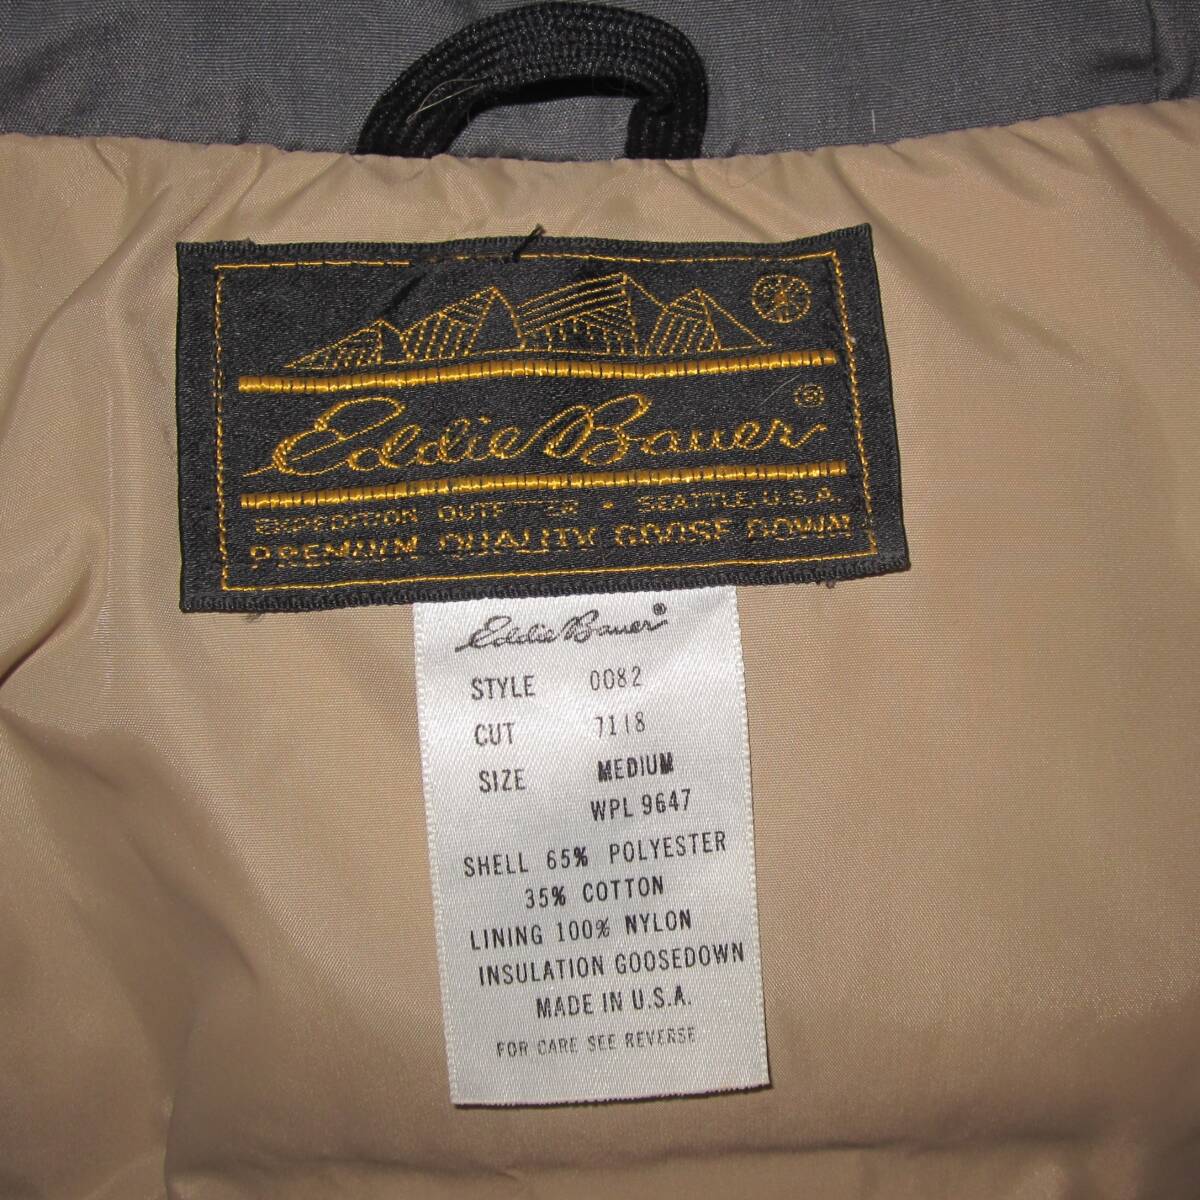 Eddie Bauer®
EXPEDITION OUTFITTER • SEATTLE, U.S.A.
PREMIUM QUALITY GOOSE DOWN
Eddie Bauer®
STYLE 0082
CUT 7118
SIZE MEDIUM
WPL 9647
SHELL 65% POLYESTER
35% COTTON
LINING 100% NYLON
INSULATION GOOSEDOWN
MADE IN U.S.A.
FOR CARE SEE REVERSE